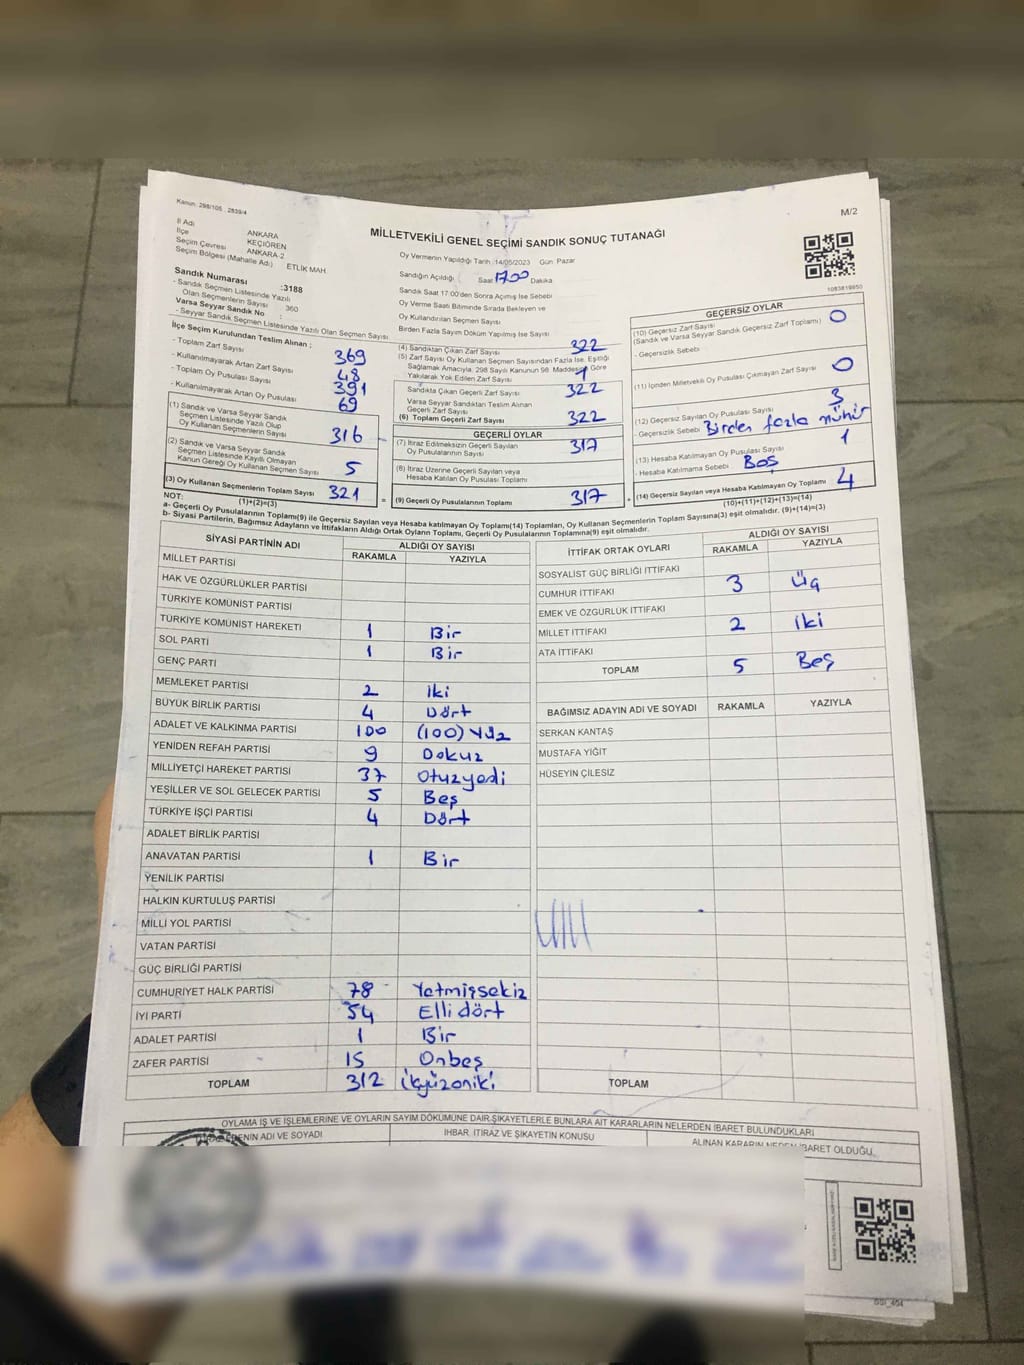 Kanun: 298/105 , 2839/4
M/2
MİLLETVEKİLİ GENEL SEÇİMİ SANDIK SONUÇ TUTANAĞI
İl Adı ANKARA
İlçe KEÇİÖREN
Seçim Çevresi ANKARA-2
Seçim Bölgesi (Mahalle Adı) ETLİK MAH.
Sandık Numarası :3188
- Sandık Seçmen Listesinde Yazılı
Olan Seçmenlerin Sayısı : 360
Varsa Seyyar Sandık No :
- Seyyar Sandık Seçmen Listesinde Yazılı Olan Seçmen Sayısı
Oy Vermenin Yapıldığı Tarih :14/05/2023 Gün Pazar
Sandığın Açıldığı : Saat 17:00 Dakika
Sandık Saat 17:00'den Sonra Açımış İse Sebebi
Oy Verme Saati Bitiminde Sırada Bekleyen ve
Oy Kullandırılan Seçmen Sayısı
Birden Fazla Sayım Döküm Yapılmış İse Sayısı
1083819850
İlçe Seçim Kurulundan Teslim Alınan ;
- Toplam Zarf Sayısı 369
- Kullanılmayarak Artan Zarf Sayısı 48
- Toplam Oy Pusulası Sayısı 391
- Kullanılmayarak Artan Oy Pusulası 69
(1) Sandık ve Varsa Seyyar Sandık
Seçmen Listesinde Yazılı Olup
Oy Kullanan Seçmenlerin Sayısı 316
(2) Sandık ve Varsa Seyyar Sandık
Seçmen Listesinde Kayıtlı Olmayan
Kanun Gereği Oy Kullanan Seçmen Sayısı 5
(3) Oy Kullanan Seçmenlerin Toplam Sayısı 321
(1)+(2)=(3)
(4) Sandıktan Çıkan Zarf Sayısı 322
(5) Zarf Sayısı Oy Kullanan Seçmen Sayısından Fazla İse, Eşitliği
Sağlamak Amacıyla, 298 Sayılı Kanunun 98. Maddesine Göre
Yakılarak Yok Edilen Zarf Sayısı 1
Sandıkta Çıkan Geçerli Zarf Sayısı 322
Varsa Seyyar Sandıktan Teslim Alınan
Geçerli Zarf Sayısı
(6) Toplam Geçerli Zarf Sayısı 322
GEÇERLİ OYLAR
(7) İtiraz Edilmeksizin Geçerli Sayılan
Oy Pusulasının Sayısı 317
(8) İtiraz Üzerine Geçerli Sayılan veya
Hesaba Katılan Oy Pusulası Toplamı
= (9) Geçerli Oy Pusulalarının Toplamı 317 +
GEÇERSİZ OYLAR
(10) Geçersiz Zarf Sayısı
(Sandık ve Varsa Seyyar Sandık Geçersiz Zarf Toplamı) 0
- Geçersizlik Sebebi
(11) İçinden Milletvekili Oy Pusulası Çıkmayan Zarf Sayısı 0
(12) Geçersiz Sayılan Oy Pusulası Sayısı 3
- Geçersizlik Sebebi Birden fazla mühür
(13) Hesaba Katılmayan Oy Pusulası Sayısı 1
- Hesaba Katılmama Sebebi BOŞ
(14) Geçersiz Sayılan veya Hesaba Katılmayan Oy Toplamı 4
(10)+(11)+(12)+(13)=(14)
NOT:
a- Geçerli Oy Pusulalarının Toplamı(9) ile Geçersiz Sayılan veya Hesaba katılmayan Oy Toplamı(14) Toplamları, Oy Kullanan Seçmenlerin Toplam Sayısına(3) eşit olmalıdır. (9)+(14)=(3)
b- Siyasi Partilerin, Bağımsız Adayların ve İttifakların Aldığı Ortak Oyların Toplamı, Geçerli Oy Pusulasının Toplamına(9) eşit olmalıdır.
SİYASİ PARTİNİN ADI ALDIĞI OY SAYISI
RAKAMLA YAZIYLA
MİLLET PARTİSİ
HAK VE ÖZGÜRLÜKLER PARTİSİ
TÜRKİYE KOMÜNİST PARTİSİ
TÜRKİYE KOMÜNİST HAREKETİ 1 Bir
SOL PARTİ 1 Bir
GENÇ PARTİ
MEMLEKET PARTİSİ 2 iki
BÜYÜK BİRLİK PARTİSİ 4 Dört
ADALET VE KALKINMA PARTİSİ 100 (100) Yüz
YENİDEN REFAH PARTİSİ 9 Dokuz
MİLLİYETÇİ HAREKET PARTİSİ 37 Otuzyedi
YEŞİLLER VE SOL GELECEK PARTİSİ 5 Beş
TÜRKİYE İŞÇİ PARTİSİ 4 Dört
ADALET BİRLİK PARTİSİ
ANAVATAN PARTİSİ 1 Bir
YENİLİK PARTİSİ
HALKIN KURTULUŞ PARTİSİ
MİLLİ YOL PARTİSİ
VATAN PARTİSİ
GÜÇ BİRLİĞİ PARTİSİ
CUMHURİYET HALK PARTİSİ 78 Yetmişsekiz
İYİ PARTİ 54 Elli dört
ADALET PARTİSİ 1 Bir
ZAFER PARTİSİ 15 Onbeş
TOPLAM 312
İTTİFAK ORTAK OYLARI ALDIĞI OY SAYISI
RAKAMLA YAZIYLA
SOSYALİST GÜÇ BİRLİĞİ İTTİFAKI
CUMHUR İTTİFAKI 3 Üç
EMEK VE ÖZGÜRLÜK İTTİFAKI
MİLLET İTTİFAKI 2 iki
ATA İTTİFAKI
TOPLAM 5 Beş
BAĞIMSIZ ADAYIN ADI VE SOYADI RAKAMLA YAZIYLA
SERKAN KANTAŞ
MUSTAFA YİĞİT
HÜSEYİN ÇİLESİZ
TOPLAM
OYLAMA İŞ VE İŞLEMLERİNE VE OYLARIN SAYIM DÖKÜMÜNE DAİR ŞİKAYETLERLE BUNLARA AİT KARARLARIN NELERDEN İBARET BULUNDUKLARI
ADI VE SOYADI İHBAR, İTİRAZ VE ŞİKAYETİN KONUSU ALINAN KARARIN NEDEN İBARET OLDUĞU